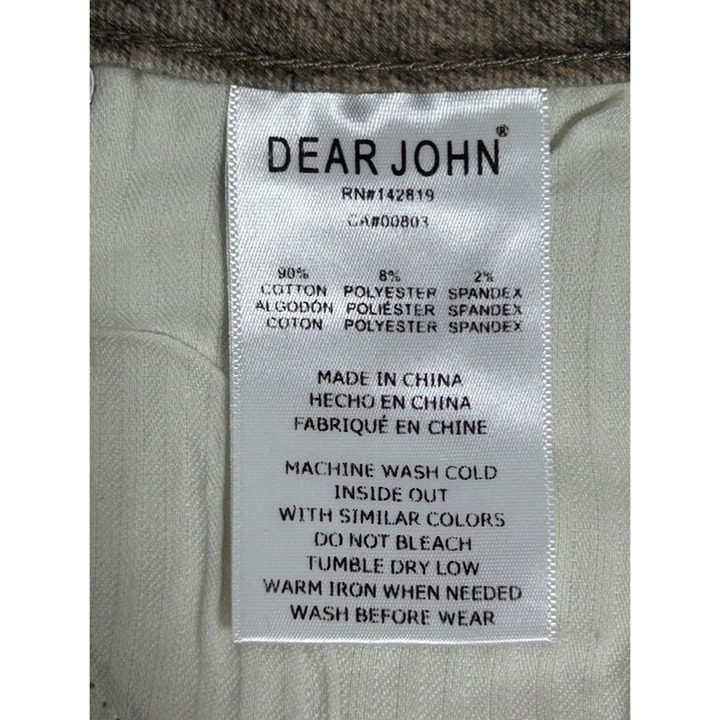 DEAR JOHN®
RN#142819
CA#00803
90% 8% 2%
COTTON POLYESTER SPANDEX
ALGODÓN POLIÉSTER SPANDEX
COTON POLYESTER SPANDEX
MADE IN CHINA
HECHO EN CHINA
FABRIQUÉ EN CHINE
MACHINE WASH COLD
INSIDE OUT
WITH SIMILAR COLORS
DO NOT BLEACH
TUMBLE DRY LOW
WARM IRON WHEN NEEDED
WASH BEFORE WEAR